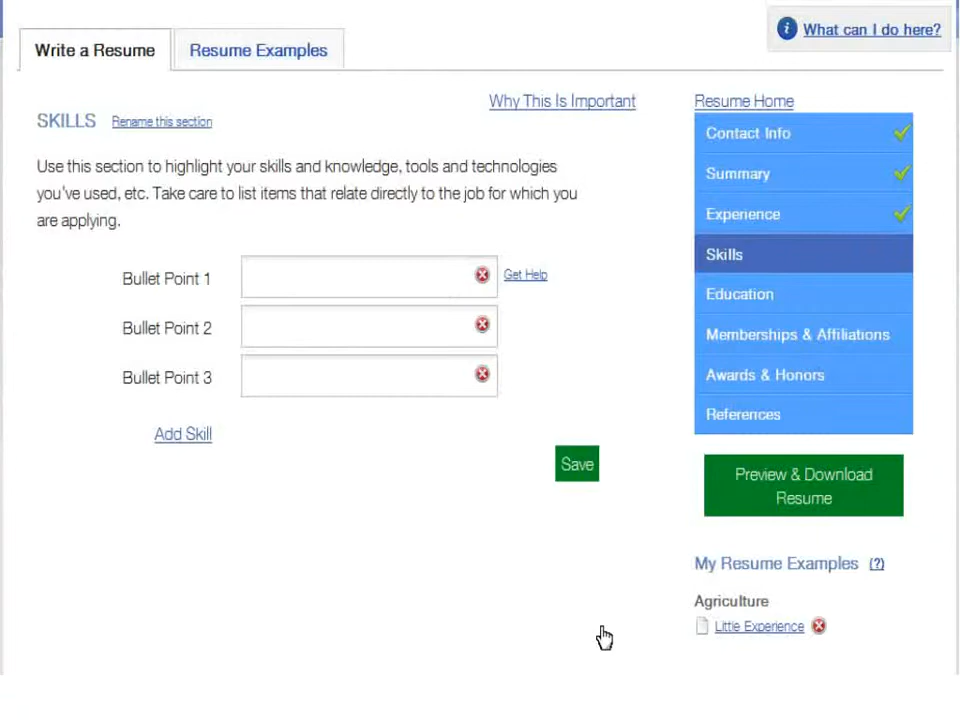 What can I do here?
Write a Resume
Resume Examples
Why This Is Important
Resume Home
SKILLS Rename this section
Use this section to highlight your skills and knowledge, tools and technologies
you've used, etc. Take care to list items that relate directly to the job for which you
are applying.
Bullet Point 1
Get Help
Bullet Point 2
Bullet Point 3
Add Skill
Save
Contact Info
Summary
Experience
Skills
Education
Memberships & Affiliations
Awards & Honors
References
Preview & Download
Resume
My Resume Examples (?)
Agriculture
Little Experience